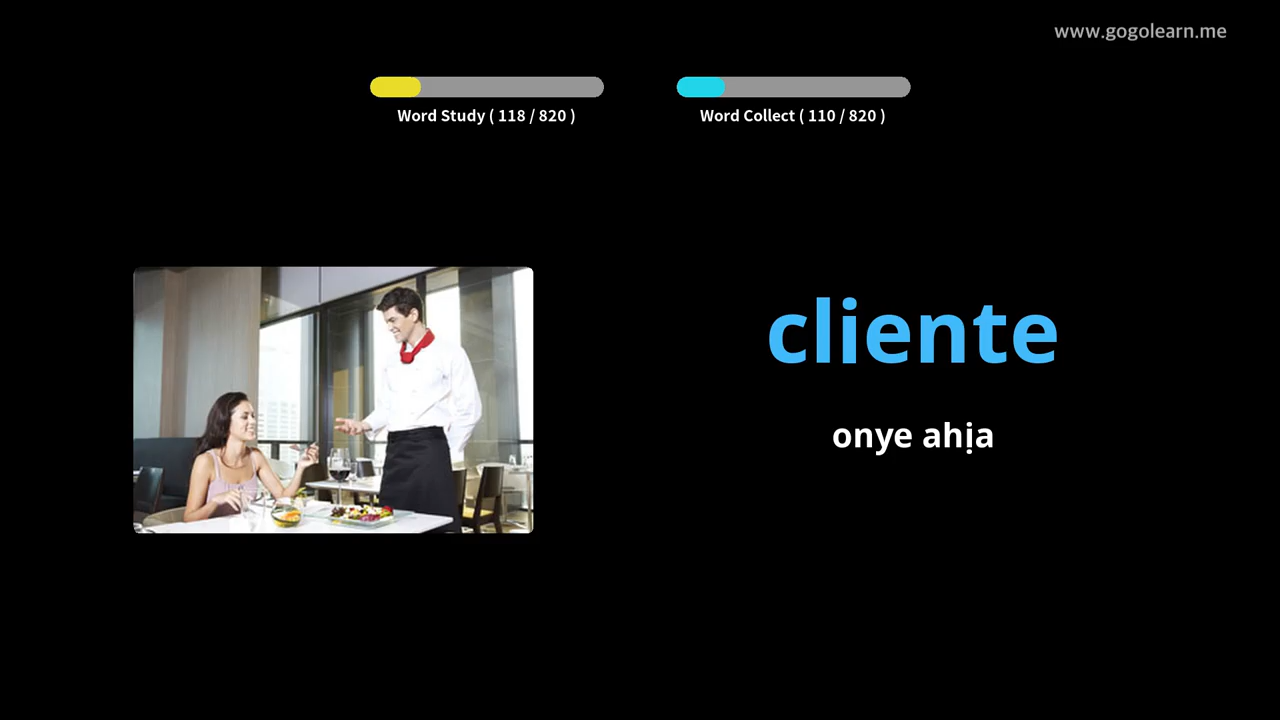 www.gogolearn.me
Word Study ( 118 / 820 )
Word Collect ( 110 / 820 )
cliente
onye ahịa